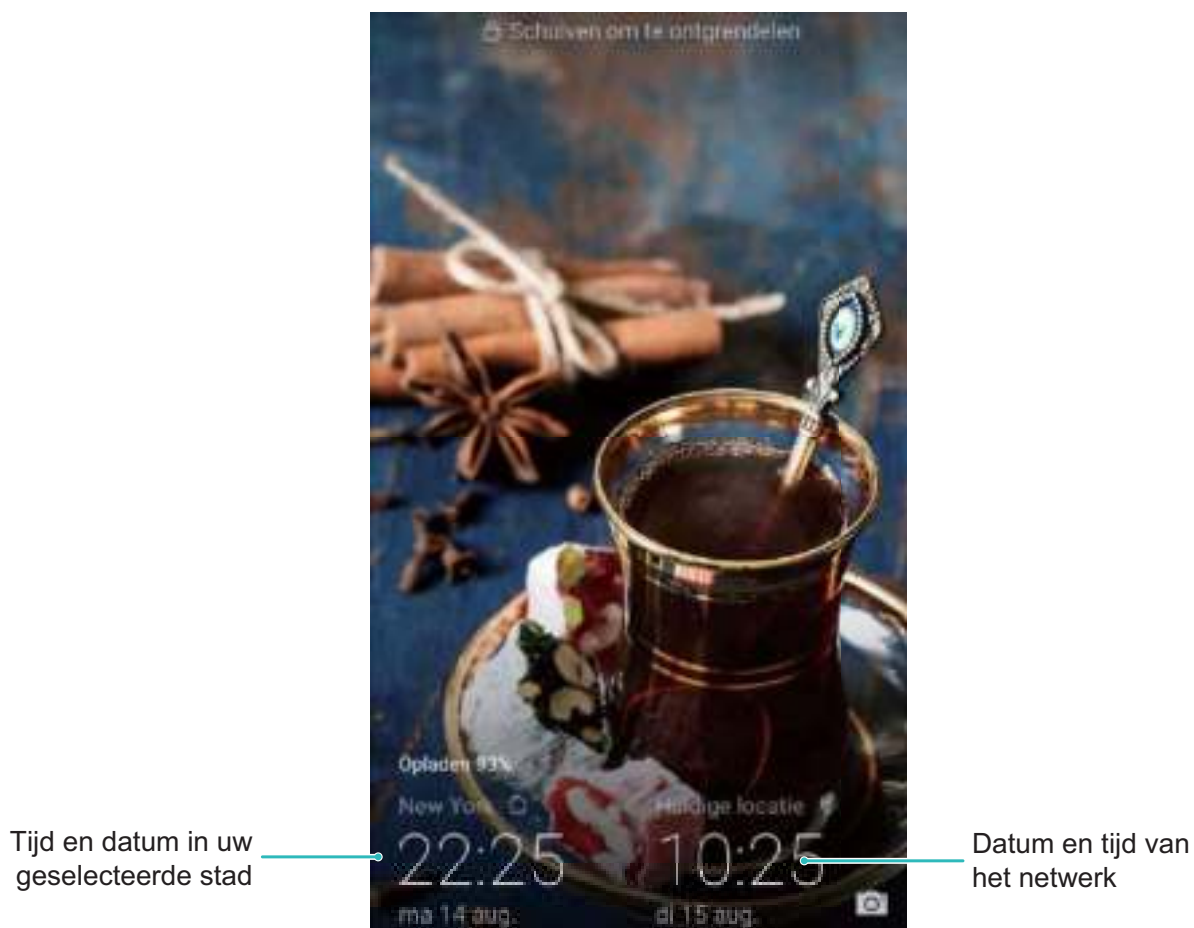 Schuiven om te ontgrendelen
Opladen 93%
New York
Huidige locatie
22:25
10:25
ma 14 aug.
di 15 aug.
Tijd en datum in uw
geselecteerde stad
Datum en tijd van
het netwerk